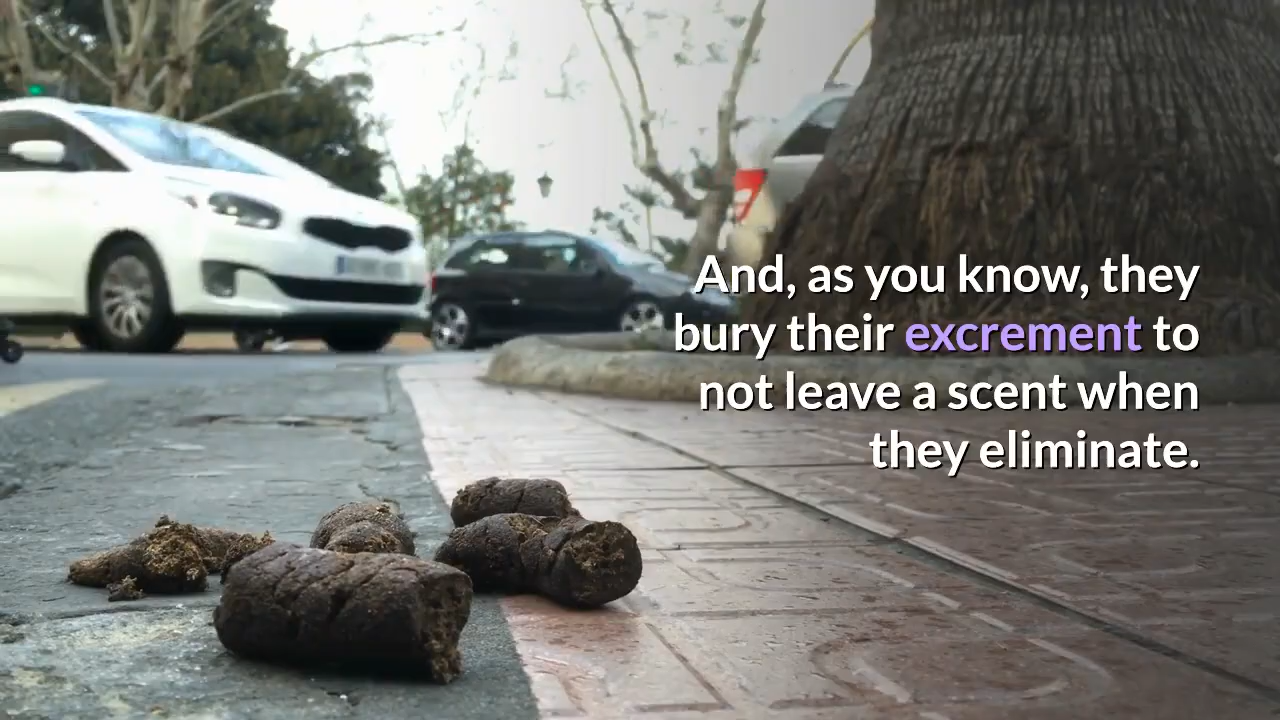 And, as you know, they
bury their excrement to
not leave a scent when
they eliminate.